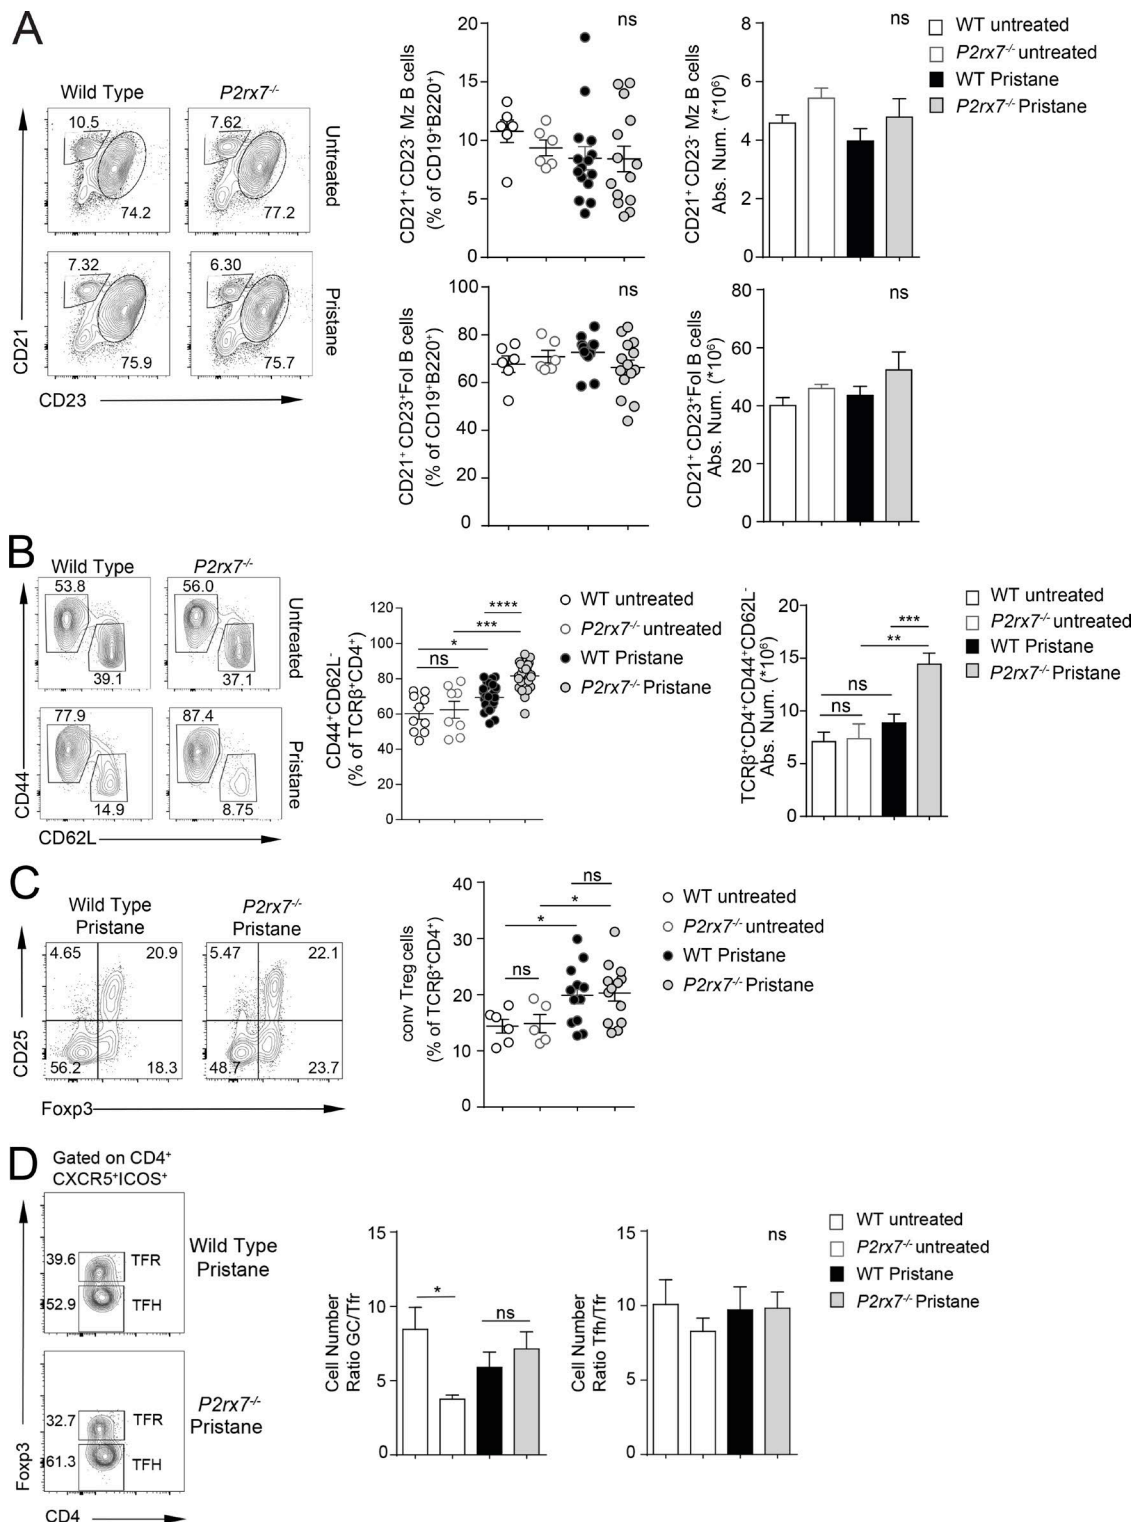 A
Wild Type
P2rx7-/-
10.5
7.62
74.2
77.2
Untreated
7.32
6.30
75.9
75.7
Pristane
CD21
CD23
CD21+ CD23- Mz B cells
(% of CD19+B220+)
20
15
10
5
0
ns
CD21+ CD23- Mz B cells
Abs. Num. (*10⁶)
8
6
4
2
0
ns
WT untreated
P2rx7-/- untreated
WT Pristane
P2rx7-/- Pristane
CD21+ CD23+Fol B cells
(% of CD19+B220+)
100
80
60
40
20
0
ns
CD21+ CD23+Fol B cells
Abs. Num. (*10⁶)
80
60
40
20
0
ns
B
Wild Type
P2rx7-/-
53.8
56.0
39.1
37.1
Untreated
77.9
87.4
14.9
8.75
Pristane
CD44
CD62L
CD44+CD62L-
(% of TCRβ+CD4+)
120
100
80
60
40
20
0
ns
*
***
****
WT untreated
P2rx7-/- untreated
WT Pristane
P2rx7-/- Pristane
TCRβ+CD4+CD44+CD62L-
Abs. Num. (*10⁶)
20
15
10
5
0
ns
ns
**
***
WT untreated
P2rx7-/- untreated
WT Pristane
P2rx7-/- Pristane
C
Wild Type
Pristane
P2rx7-/-
Pristane
4.65
20.9
5.47
22.1
56.2
18.3
48.7
23.7
CD25
Foxp3
conv Treg cells
(% of TCRβ+CD4+)
40
30
20
10
0
ns
*
*
ns
WT untreated
P2rx7-/- untreated
WT Pristane
P2rx7-/- Pristane
D
Gated on CD4+
CXCR5+ICOS+
39.6
TFR
52.9
TFH
Wild Type
Pristane
32.7
TFR
61.3
TFH
P2rx7-/-
Pristane
Foxp3
CD4
Cell Number
Ratio GC/Tfr
15
10
5
0
*
ns
Cell Number
Ratio Tfh/Tfr
15
10
5
0
ns
WT untreated
P2rx7-/- untreated
WT Pristane
P2rx7-/- Pristane